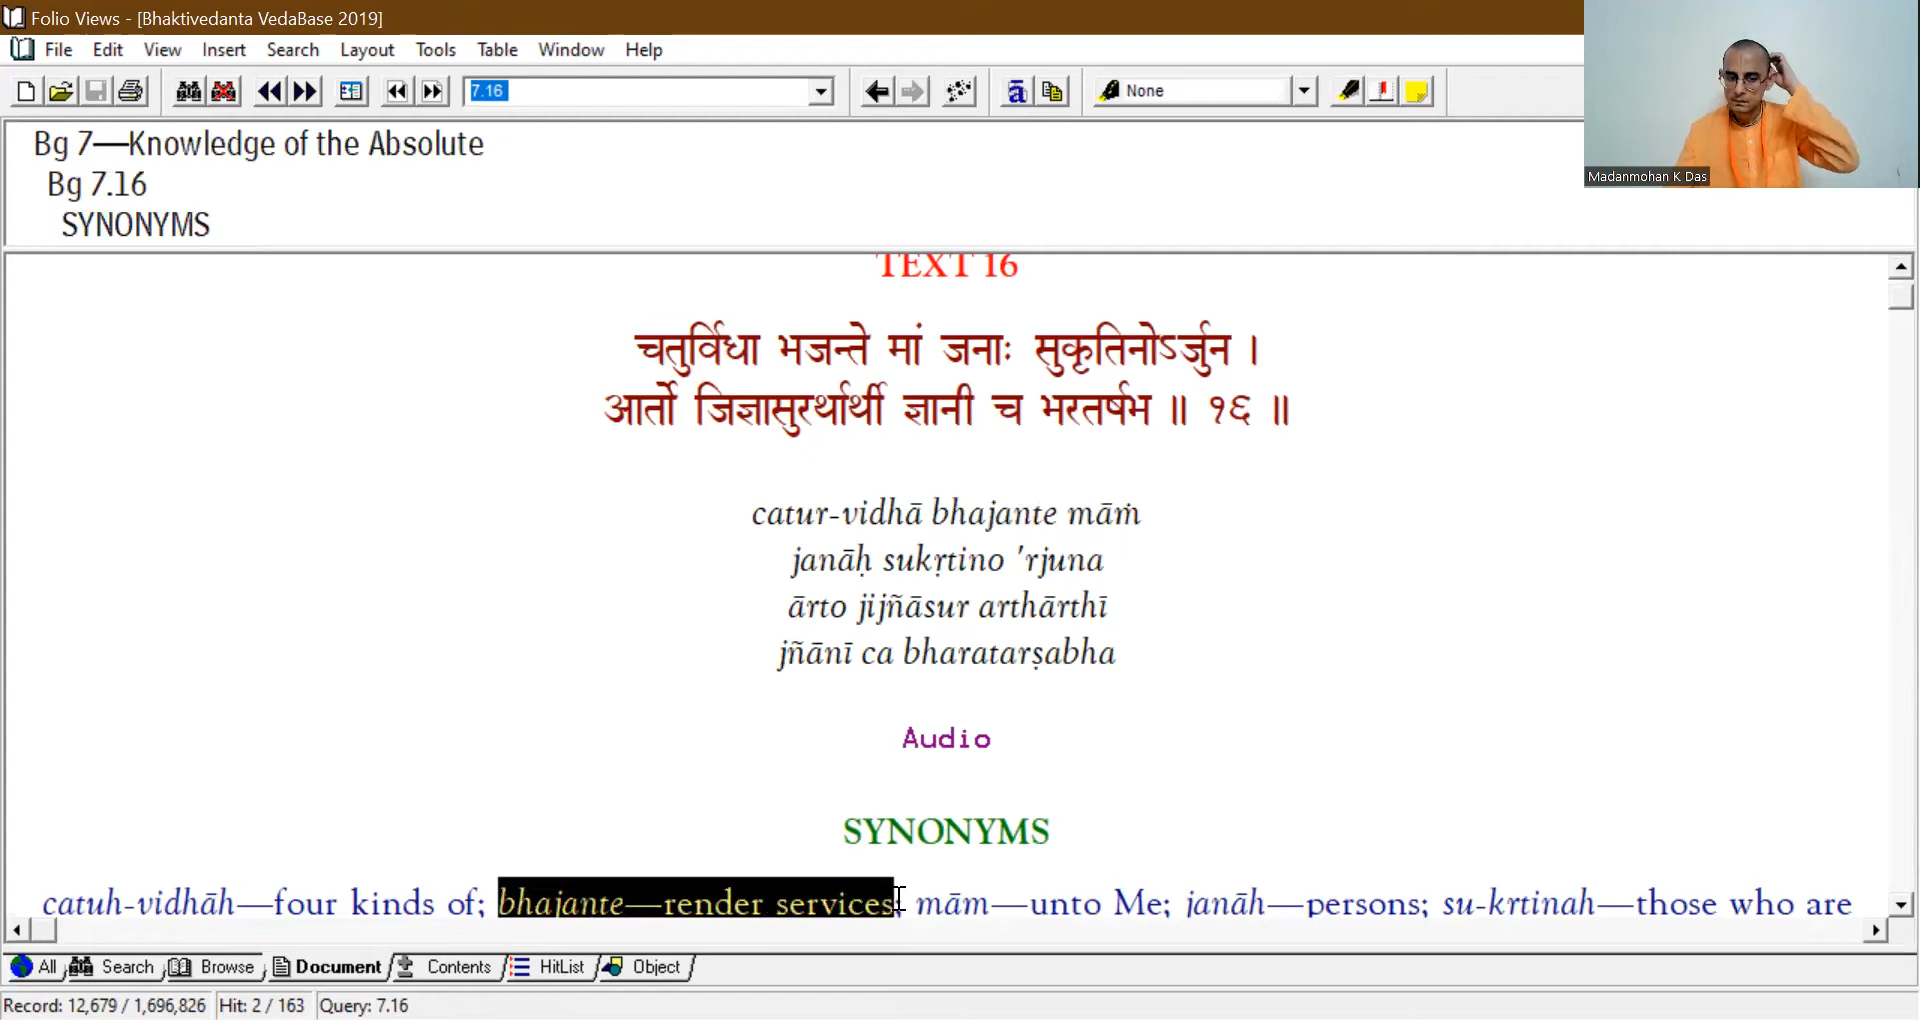 Folio Views - [Bhaktivedanta VedaBase 2019]
File Edit View Insert Search Layout Tools Table Window Help
7.16
None
Bg 7—Knowledge of the Absolute
Bg 7.16
SYNONYMS
Madanmohan K Das
TEXT 16
चतुर्विधा भजन्ते मां जनाः सुकृतिनोऽर्जुन ।
आर्तो जिज्ञासुरर्थार्थी ज्ञानी च भरतर्षभ ॥ १६ ॥
catur-vidhā bhajante māṁ
janāḥ sukṛtino 'rjuna
ārto jijñāsur arthārthī
jñānī ca bharatarṣabha
Audio
SYNONYMS
catuh-vidhāh—four kinds of; bhajante—render services; mām—unto Me; janāh—persons; su-krtinah—those who are
All Search Browse Document Contents HitList Object
Record: 12,679 / 1,696,826 Hit: 2 / 163 Query: 7.16